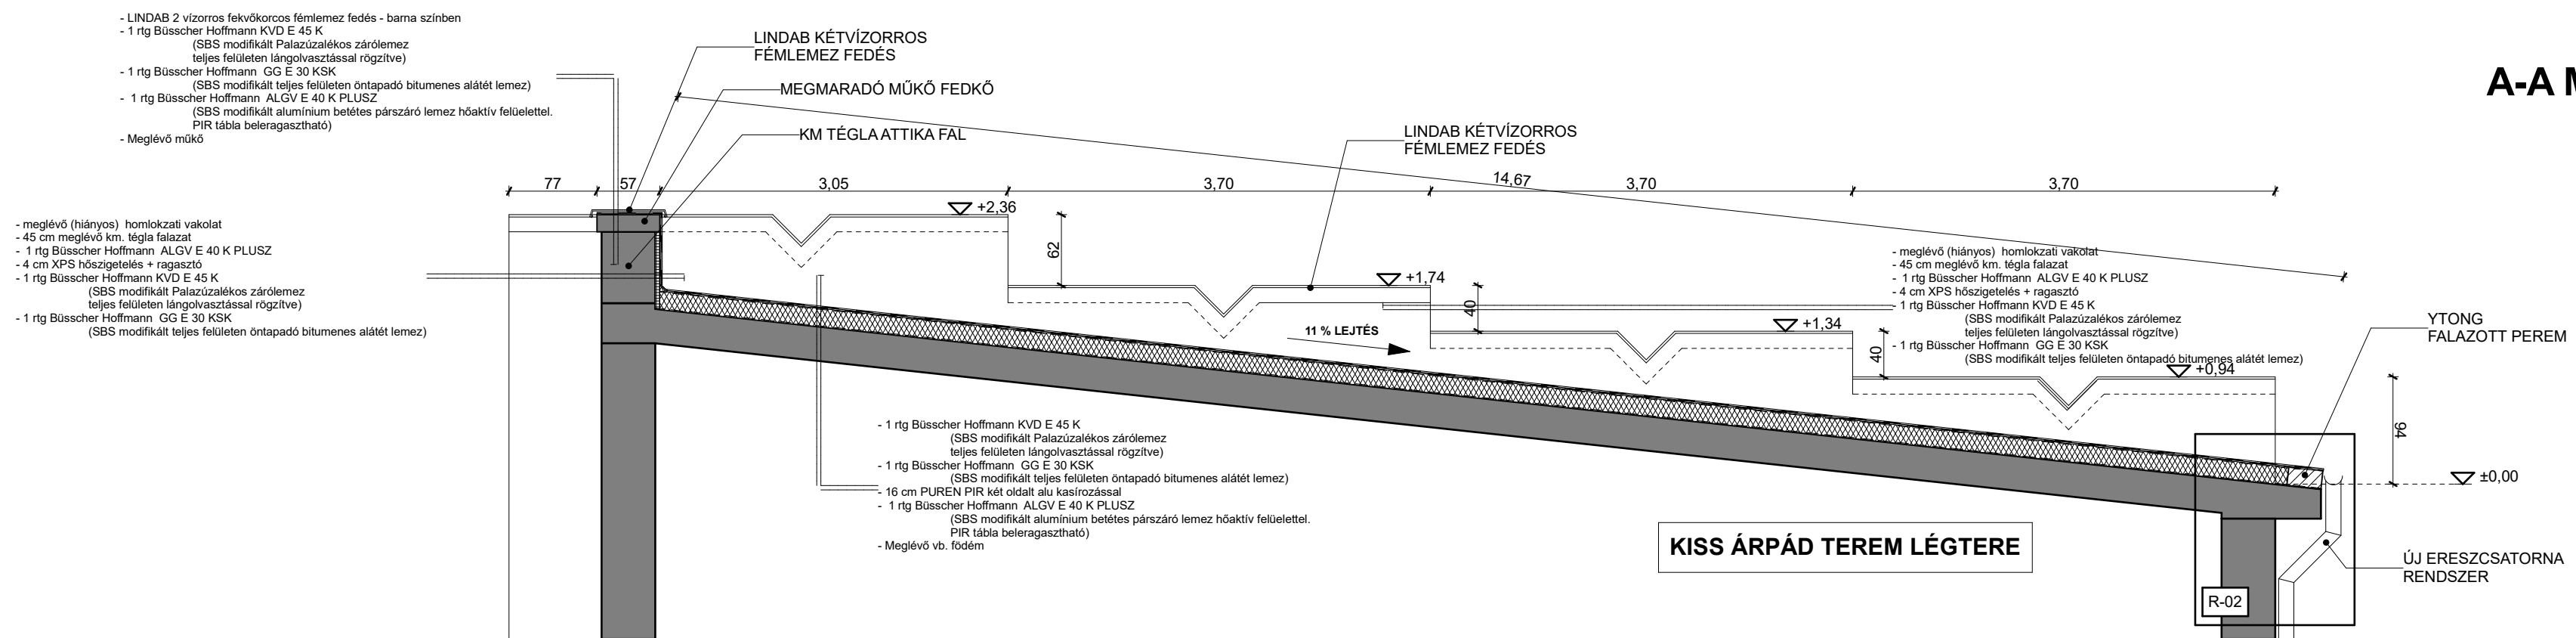 - LINDAB 2 vízorros fekvőkorcos fémlemez fedés - barna színben
- 1 rtg Büsscher Hoffmann KVD E 45 K
(SBS modifikált Palazúzalékos zárólemez
teljes felületen lángolvasztással rögzítve)
- 1 rtg Büsscher Hoffmann GG E 30 KSK
(SBS modifikált teljes felületen öntapadó bitumenes alátét lemez)
- 1 rtg Büsscher Hoffmann ALGV E 40 K PLUSZ
(SBS modifikált alumínium betétes párszáró lemez hőaktív felüelettel.
PIR tábla beleragasztható)
- Meglévő műkő
LINDAB KÉTVÍZORROS
FÉMLEMEZ FEDÉS
MEGMARADÓ MŰKŐ FEDKŐ
KM TÉGLA ATTIKA FAL
LINDAB KÉTVÍZORROS
FÉMLEMEZ FEDÉS
A-A M
77
57
3,05
3,70
14,67
3,70
3,70
+2,36
62
+1,74
40
+1,34
40
+0,94
94
±0,00
- meglévő (hiányos) homlokzati vakolat
- 45 cm meglévő km. tégla falazat
- 1 rtg Büsscher Hoffmann ALGV E 40 K PLUSZ
- 4 cm XPS hőszigetelés + ragasztó
- 1 rtg Büsscher Hoffmann KVD E 45 K
(SBS modifikált Palazúzalékos zárólemez
teljes felületen lángolvasztással rögzítve)
- 1 rtg Büsscher Hoffmann GG E 30 KSK
(SBS modifikált teljes felületen öntapadó bitumenes alátét lemez)
11 % LEJTÉS
- meglévő (hiányos) homlokzati vakolat
- 45 cm meglévő km. tégla falazat
- 1 rtg Büsscher Hoffmann ALGV E 40 K PLUSZ
- 4 cm XPS hőszigetelés + ragasztó
- 1 rtg Büsscher Hoffmann KVD E 45 K
(SBS modifikált Palazúzalékos zárólemez
teljes felületen lángolvasztással rögzítve)
- 1 rtg Büsscher Hoffmann GG E 30 KSK
(SBS modifikált teljes felületen öntapadó bitumenes alátét lemez)
YTONG
FALAZOTT PEREM
- 1 rtg Büsscher Hoffmann KVD E 45 K
(SBS modifikált Palazúzalékos zárólemez
teljes felületen lángolvasztással rögzítve)
- 1 rtg Büsscher Hoffmann GG E 30 KSK
(SBS modifikált teljes felületen öntapadó bitumenes alátét lemez)
- 16 cm PUREN PIR két oldalt alu kasírozással
- 1 rtg Büsscher Hoffmann ALGV E 40 K PLUSZ
(SBS modifikált alumínium betétes párszáró lemez hőaktív felüelettel.
PIR tábla beleragasztható)
- Meglévő vb. födém
KISS ÁRPÁD TEREM LÉGTERE
ÚJ ERESZCSATORNA
RENDSZER
R-02